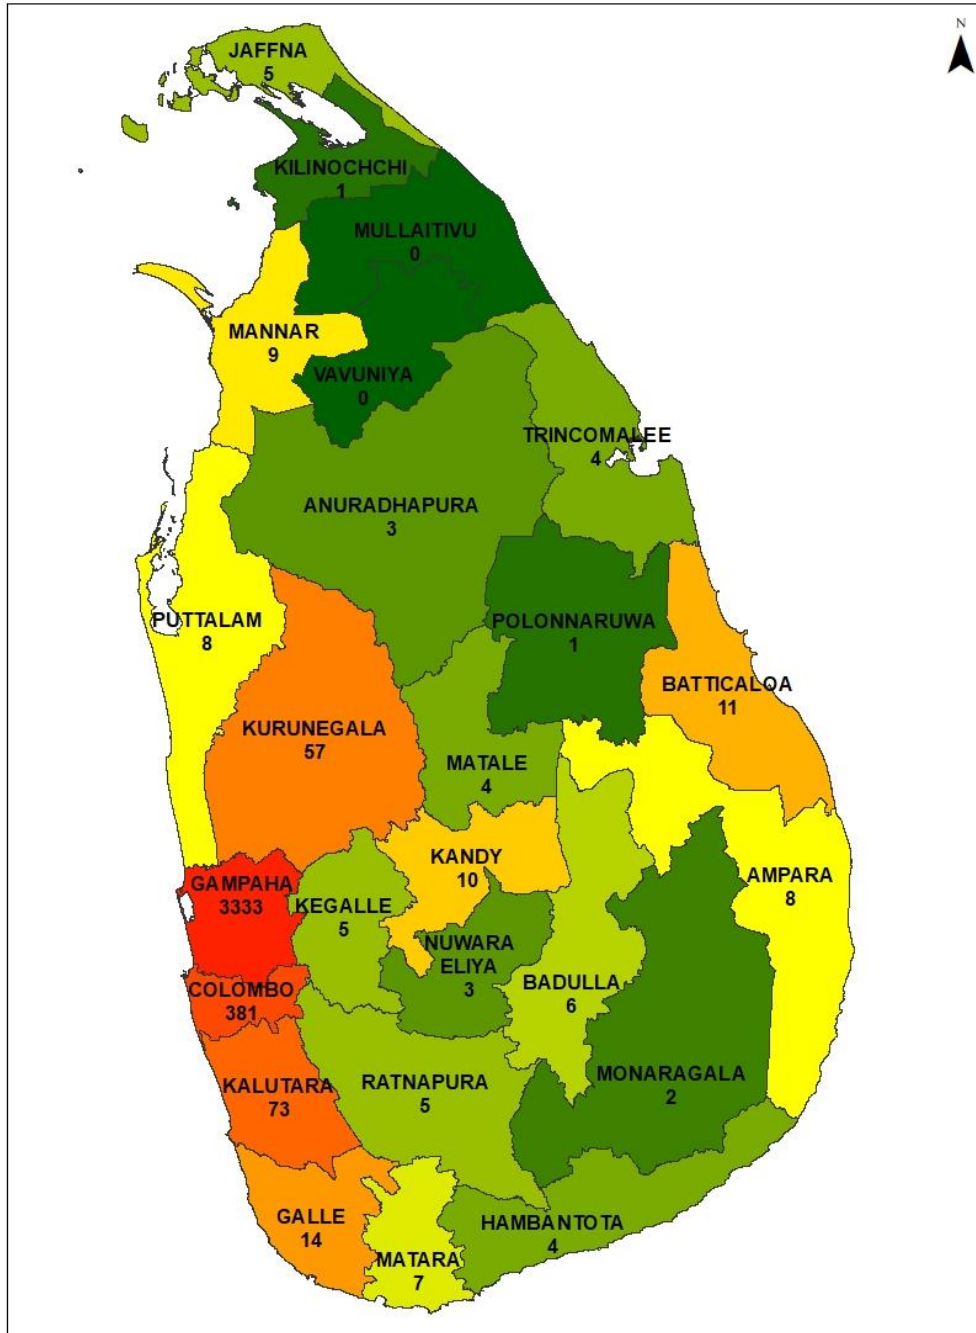 N
JAFFNA
5
KILINOCHCHI
1
MULLAITIVU
0
MANNAR
9
VAVUNIYA
0
TRINCOMALEE
4
ANURADHAPURA
3
PUTTALAM
8
POLONNARUWA
1
BATTICALOA
11
KURUNEGALA
57
MATALE
4
KANDY
10
GAMPAHA
3333
KEGALLE
5
AMPARA
8
NUWARA
ELIYA
3
BADULLA
6
COLOMBO
381
KALUTARA
73
RATNAPURA
5
MONARAGALA
2
GALLE
14
MATARA
7
HAMBANTOTA
4